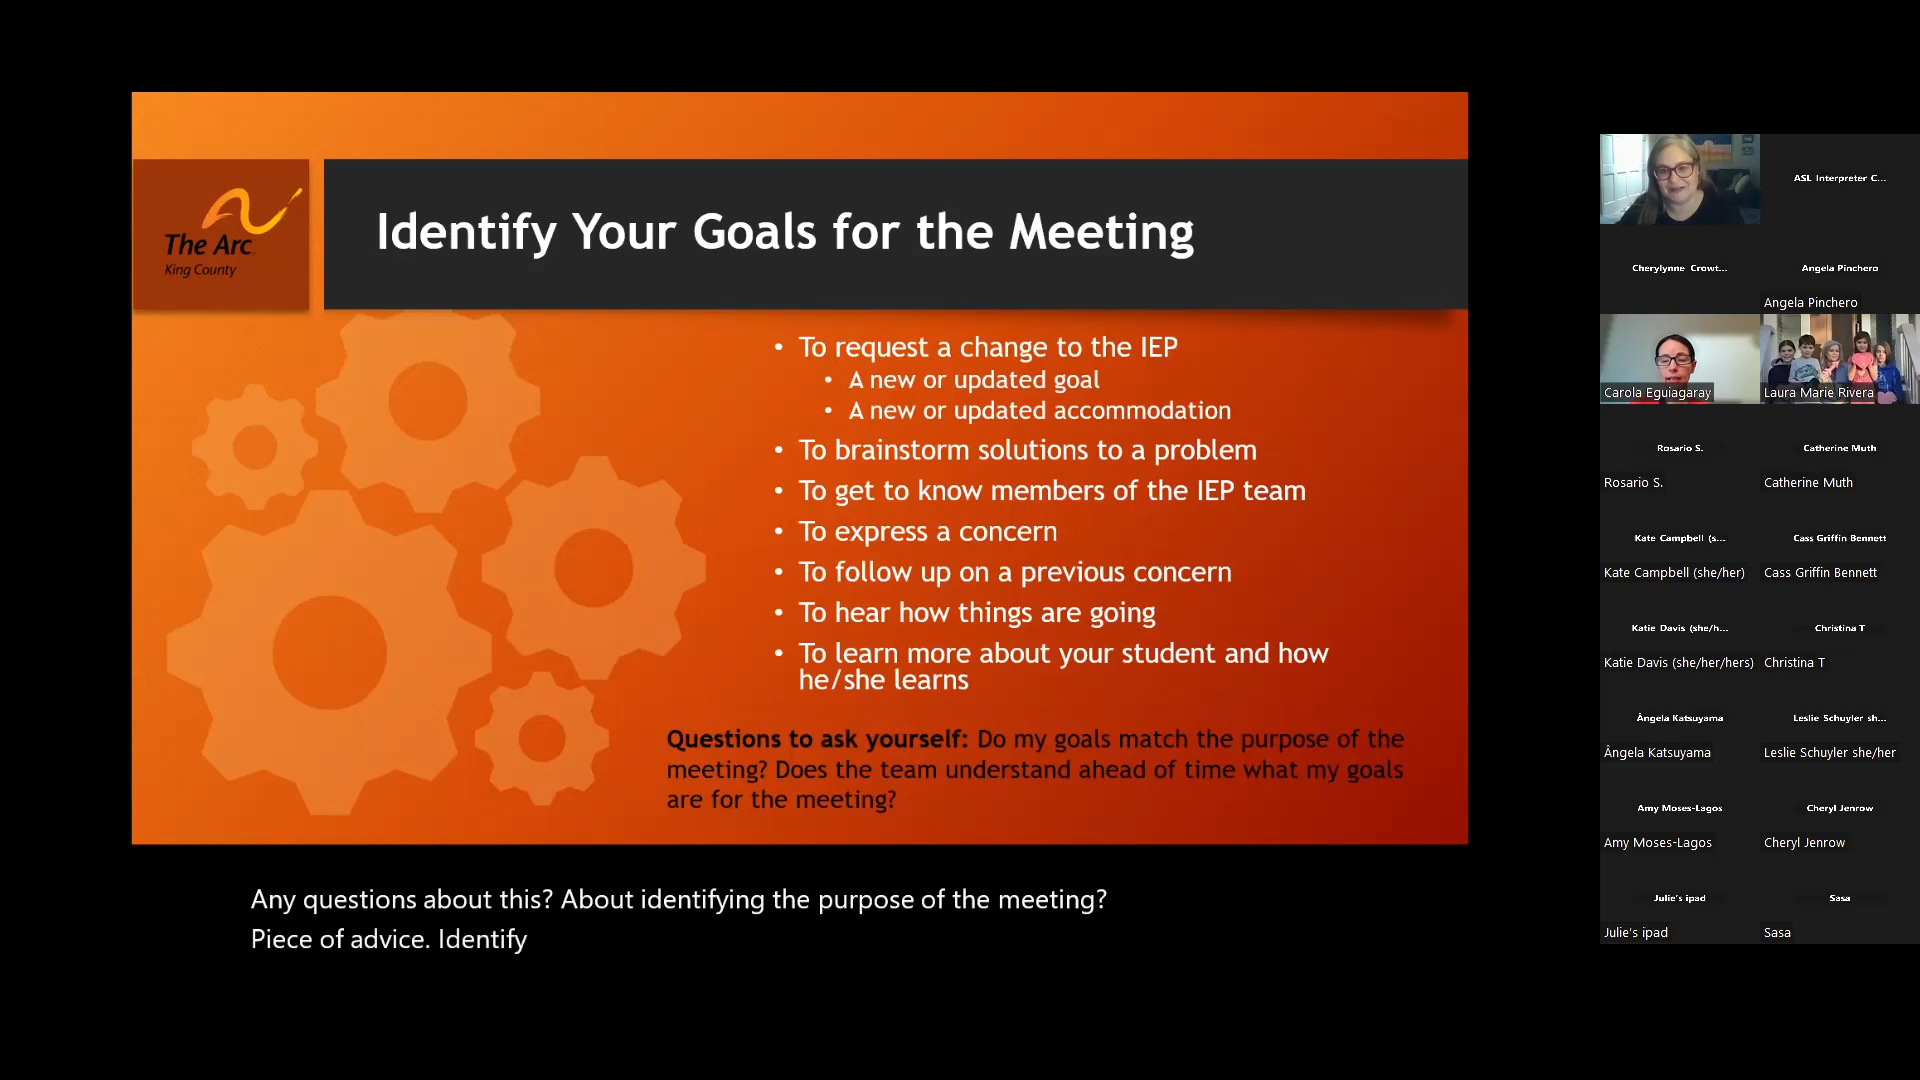 The Arc
King County
Identify Your Goals for the Meeting
• To request a change to the IEP
• A new or updated goal
• A new or updated accommodation
• To brainstorm solutions to a problem
• To get to know members of the IEP team
• To express a concern
• To follow up on a previous concern
• To hear how things are going
• To learn more about your student and how
he/she learns
Questions to ask yourself: Do my goals match the purpose of the
meeting? Does the team understand ahead of time what my goals
are for the meeting?
Any questions about this? About identifying the purpose of the meeting?
Piece of advice. Identify
ASL Interpreter C...
Cherylynne Crowt...
Angela Pinchero
Angela Pinchero
Carola Eguiagaray
Laura Marie Rivera
Rosario S.
Catherine Muth
Rosario S.
Catherine Muth
Kate Campbell (s...
Cass Griffin Bennett
Kate Campbell (she/her)
Cass Griffin Bennett
Katie Davis (she/h...
Christina T
Katie Davis (she/her/hers)
Christina T
Ângela Katsuyama
Leslie Schuyler sh...
Ângela Katsuyama
Leslie Schuyler she/her
Amy Moses-Lagos
Cheryl Jenrow
Amy Moses-Lagos
Cheryl Jenrow
Julie's ipad
Sasa
Julie's ipad
Sasa